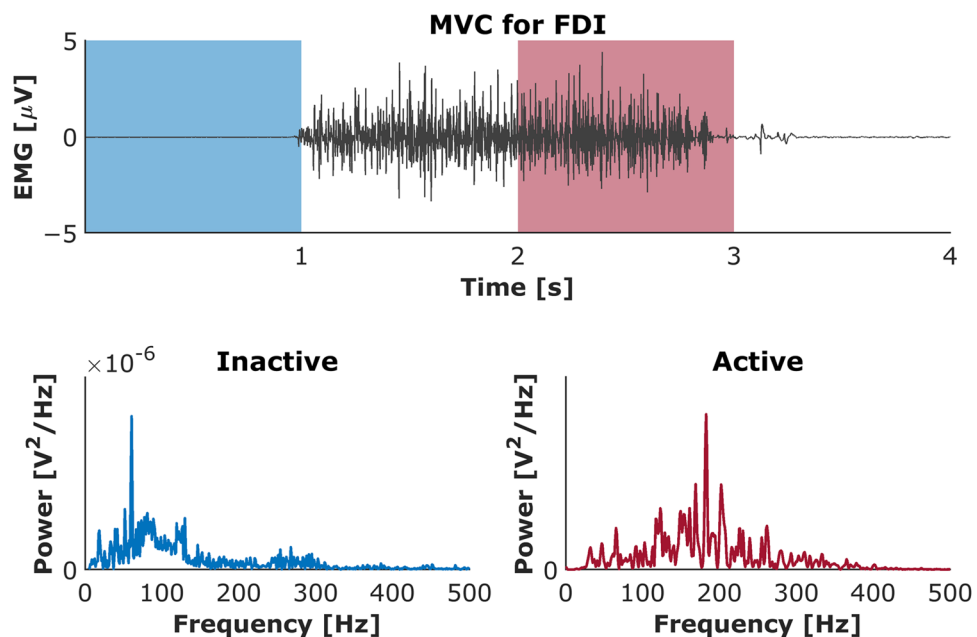 MVC for FDI
EMG [μV]
5
0
−5
1 2 3 4
Time [s]
×10⁻⁶
Inactive
Power [V²/Hz]
0
0 100 200 300 400 500
Frequency [Hz]
Active
Power [V²/Hz]
0
0 100 200 300 400 500
Frequency [Hz]